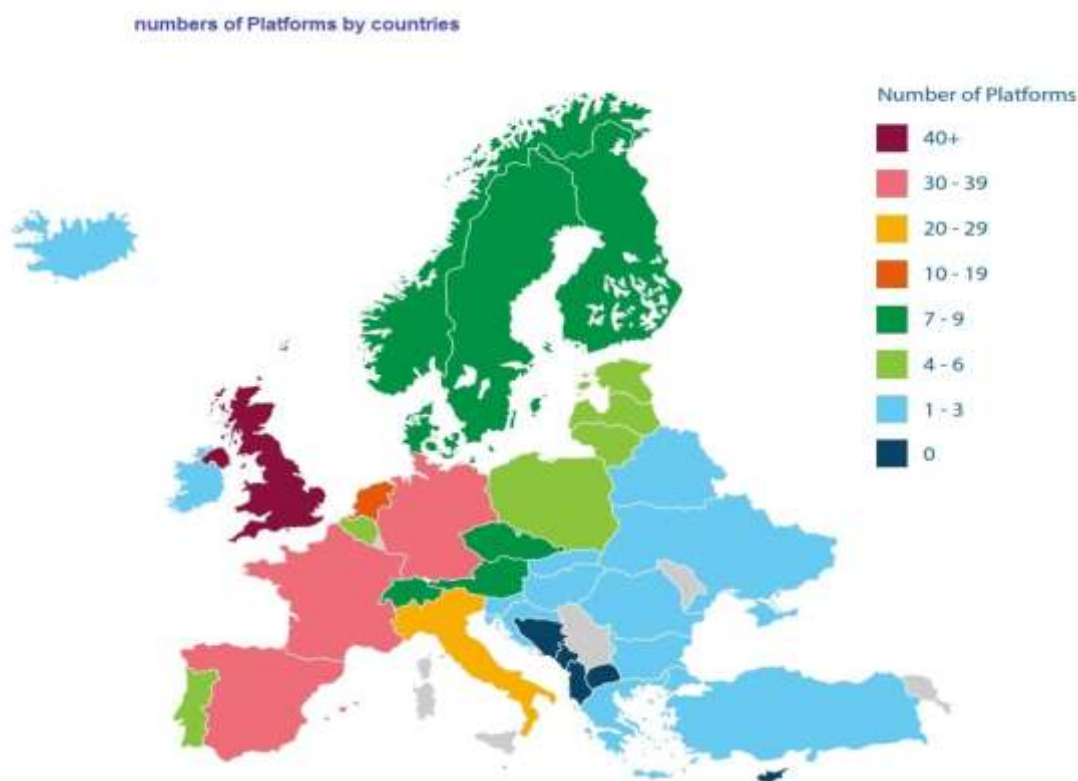 numbers of Platforms by countries
Number of Platforms
40+
30 - 39
20 - 29
10 - 19
7 - 9
4 - 6
1 - 3
0